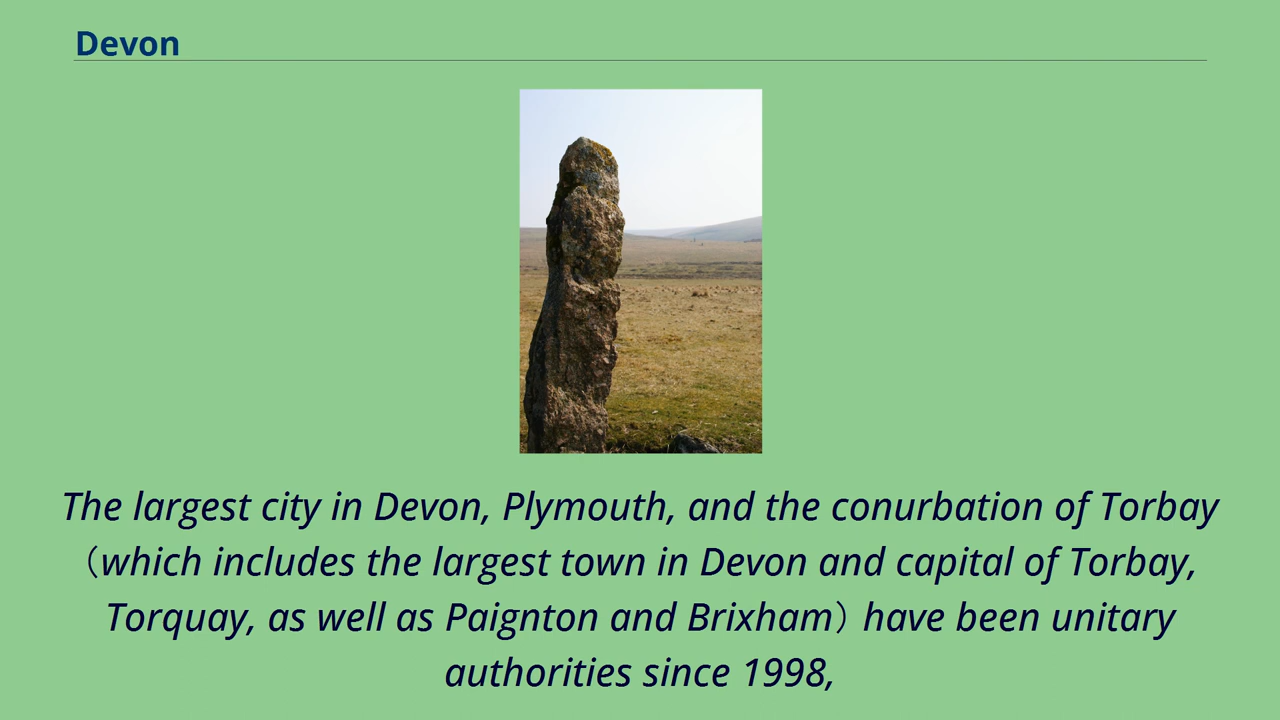 Devon
The largest city in Devon, Plymouth, and the conurbation of Torbay
（which includes the largest town in Devon and capital of Torbay,
Torquay, as well as Paignton and Brixham） have been unitary
authorities since 1998,